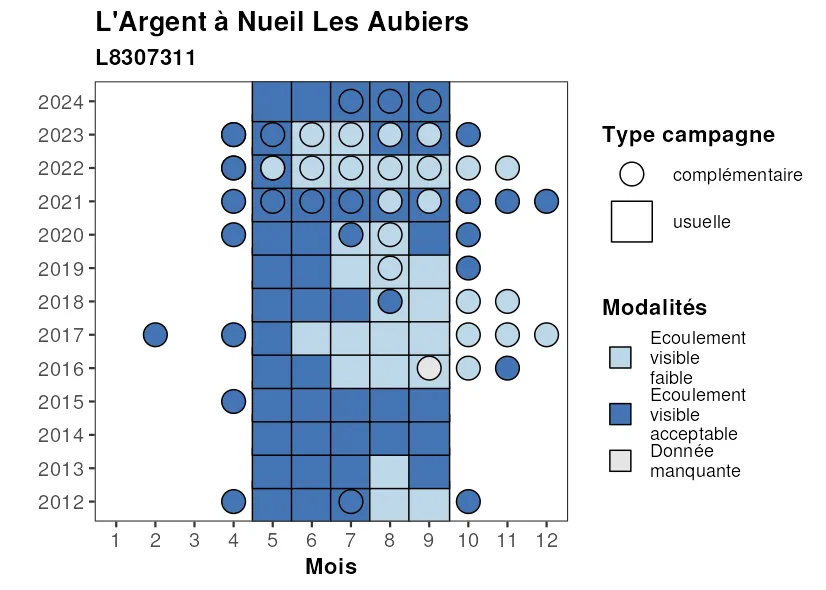 L'Argent à Nueil Les Aubiers
L8307311
2024
2023
2022
2021
2020
2019
2018
2017
2016
2015
2014
2013
2012
1 2 3 4 5 6 7 8 9 10 11 12
Mois
Type campagne
complémentaire
usuelle
Modalités
Ecoulement
visible
faible
Ecoulement
visible
acceptable
Donnée
manquante